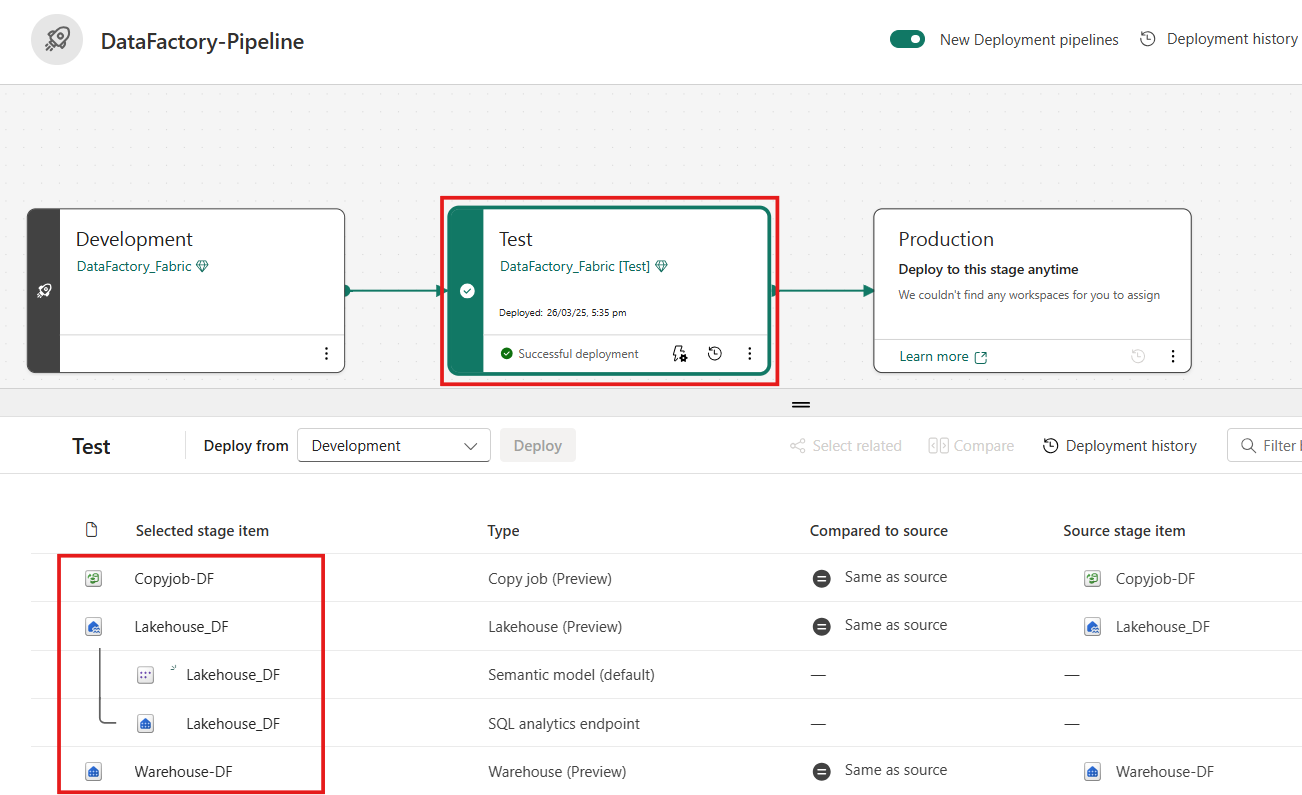 DataFactory-Pipeline
New Deployment pipelines
Deployment history
Development
DataFactory_Fabric
Test
DataFactory_Fabric [Test]
Deployed: 26/03/25, 5:35 pm
Successful deployment
Production
Deploy to this stage anytime
We couldn't find any workspaces for you to assign
Learn more
Test
Deploy from
Development
Deploy
Select related
Compare
Deployment history
Filter
Selected stage item Type Compared to source Source stage item
Copyjob-DF Copy job (Preview) Same as source Copyjob-DF
Lakehouse_DF Lakehouse (Preview) Same as source Lakehouse_DF
Lakehouse_DF Semantic model (default) — —
Lakehouse_DF SQL analytics endpoint — —
Warehouse-DF Warehouse (Preview) Same as source Warehouse-DF